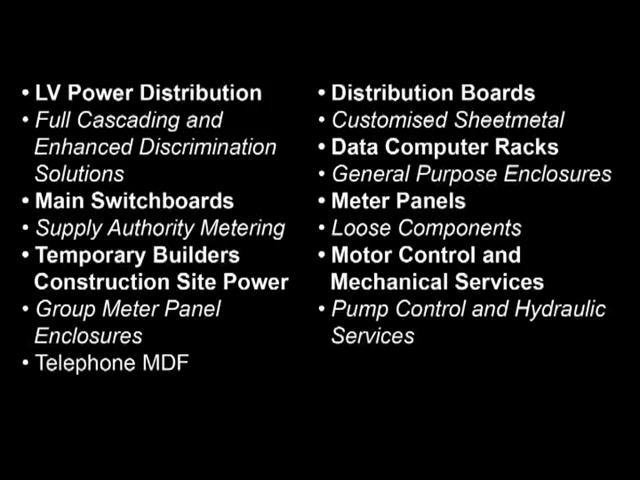 • LV Power Distribution
• Full Cascading and
Enhanced Discrimination
Solutions
• Main Switchboards
• Supply Authority Metering
• Temporary Builders
Construction Site Power
• Group Meter Panel
Enclosures
• Telephone MDF
• Distribution Boards
• Customised Sheetmetal
• Data Computer Racks
• General Purpose Enclosures
• Meter Panels
• Loose Components
• Motor Control and
Mechanical Services
• Pump Control and Hydraulic
Services